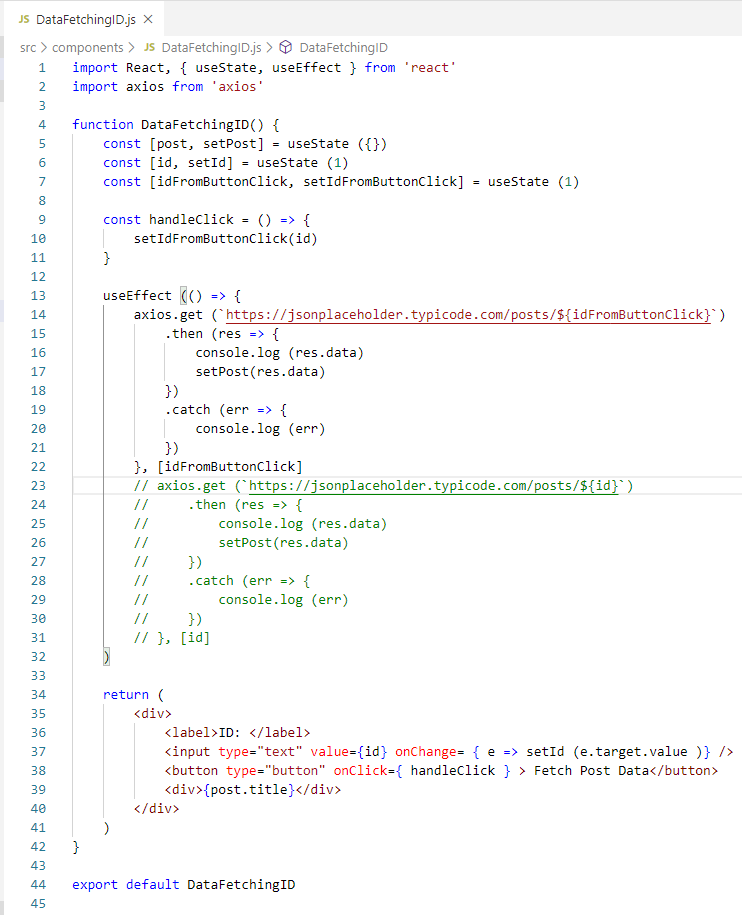 JS DataFetchingID.js ×
src > components > JS DataFetchingID.js > DataFetchingID
1 import React, { useState, useEffect } from 'react'
2 import axios from 'axios'
3
4 function DataFetchingID() {
5     const [post, setPost] = useState ({})
6     const [id, setId] = useState (1)
7     const [idFromButtonClick, setIdFromButtonClick] = useState (1)
8
9     const handleClick = () => {
10         setIdFromButtonClick(id)
11     }
12
13     useEffect (() => {
14         axios.get (`https://jsonplaceholder.typicode.com/posts/${idFromButtonClick}`)
15             .then (res => {
16                 console.log (res.data)
17                 setPost(res.data)
18             })
19             .catch (err => {
20                 console.log (err)
21             })
22         }, [idFromButtonClick]
23         // axios.get (`https://jsonplaceholder.typicode.com/posts/${id}`)
24         //     .then (res => {
25         //         console.log (res.data)
26         //         setPost(res.data)
27         //     })
28         //     .catch (err => {
29         //         console.log (err)
30         //     })
31         // }, [id]
32     )
33
34     return (
35         <div>
36             <label>ID: </label>
37             <input type="text" value={id} onChange= { e => setId (e.target.value )} />
38             <button type="button" onClick={ handleClick } > Fetch Post Data</button>
39             <div>{post.title}</div>
40         </div>
41     )
42 }
43
44 export default DataFetchingID
45